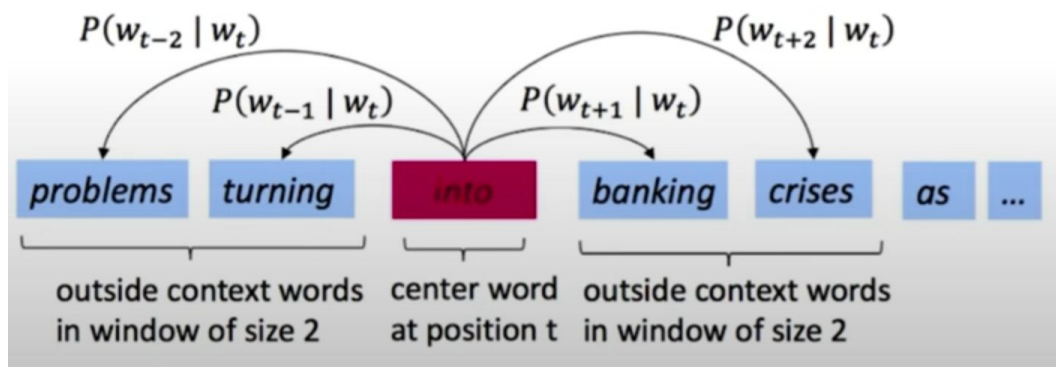 P(w_{t-2} | w_t) P(w_{t+2} | w_t)
P(w_{t-1} | w_t) P(w_{t+1} | w_t)
problems turning into banking crises as ...
outside context words center word outside context words
in window of size 2 at position t in window of size 2